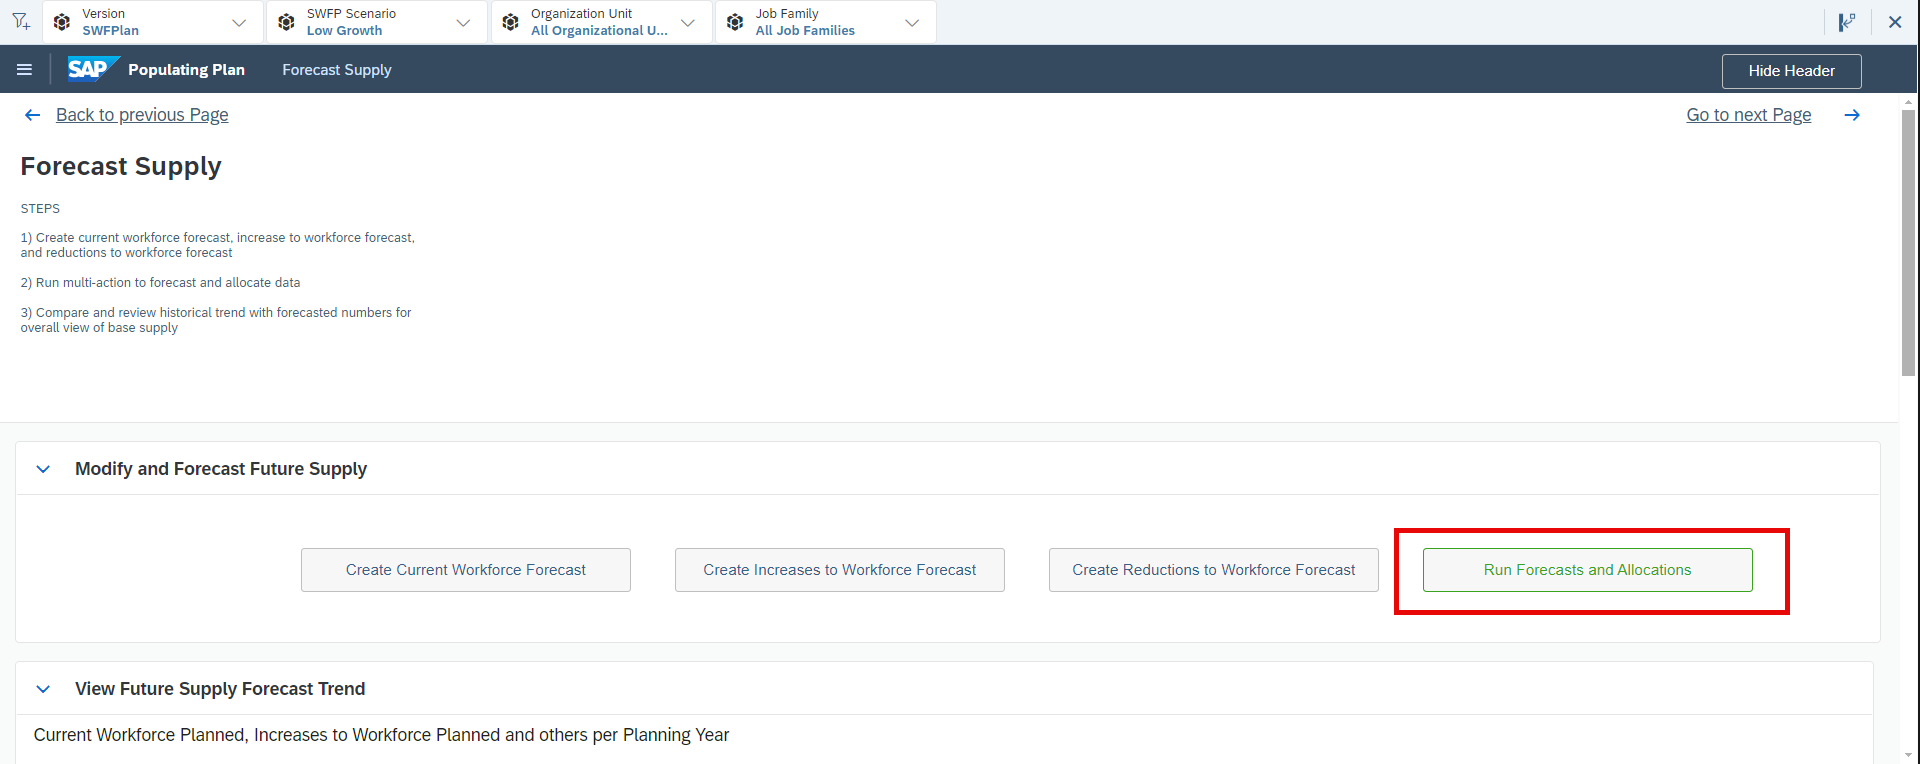 Version
SWFPlan
SWFP Scenario
Low Growth
Organization Unit
All Organizational U...
Job Family
All Job Families
SAP
Populating Plan
Forecast Supply
Hide Header
Back to previous Page
Go to next Page
Forecast Supply
STEPS
1) Create current workforce forecast, increase to workforce forecast,
and reductions to workforce forecast
2) Run multi-action to forecast and allocate data
3) Compare and review historical trend with forecasted numbers for
overall view of base supply
Modify and Forecast Future Supply
Create Current Workforce Forecast
Create Increases to Workforce Forecast
Create Reductions to Workforce Forecast
Run Forecasts and Allocations
View Future Supply Forecast Trend
Current Workforce Planned, Increases to Workforce Planned and others per Planning Year